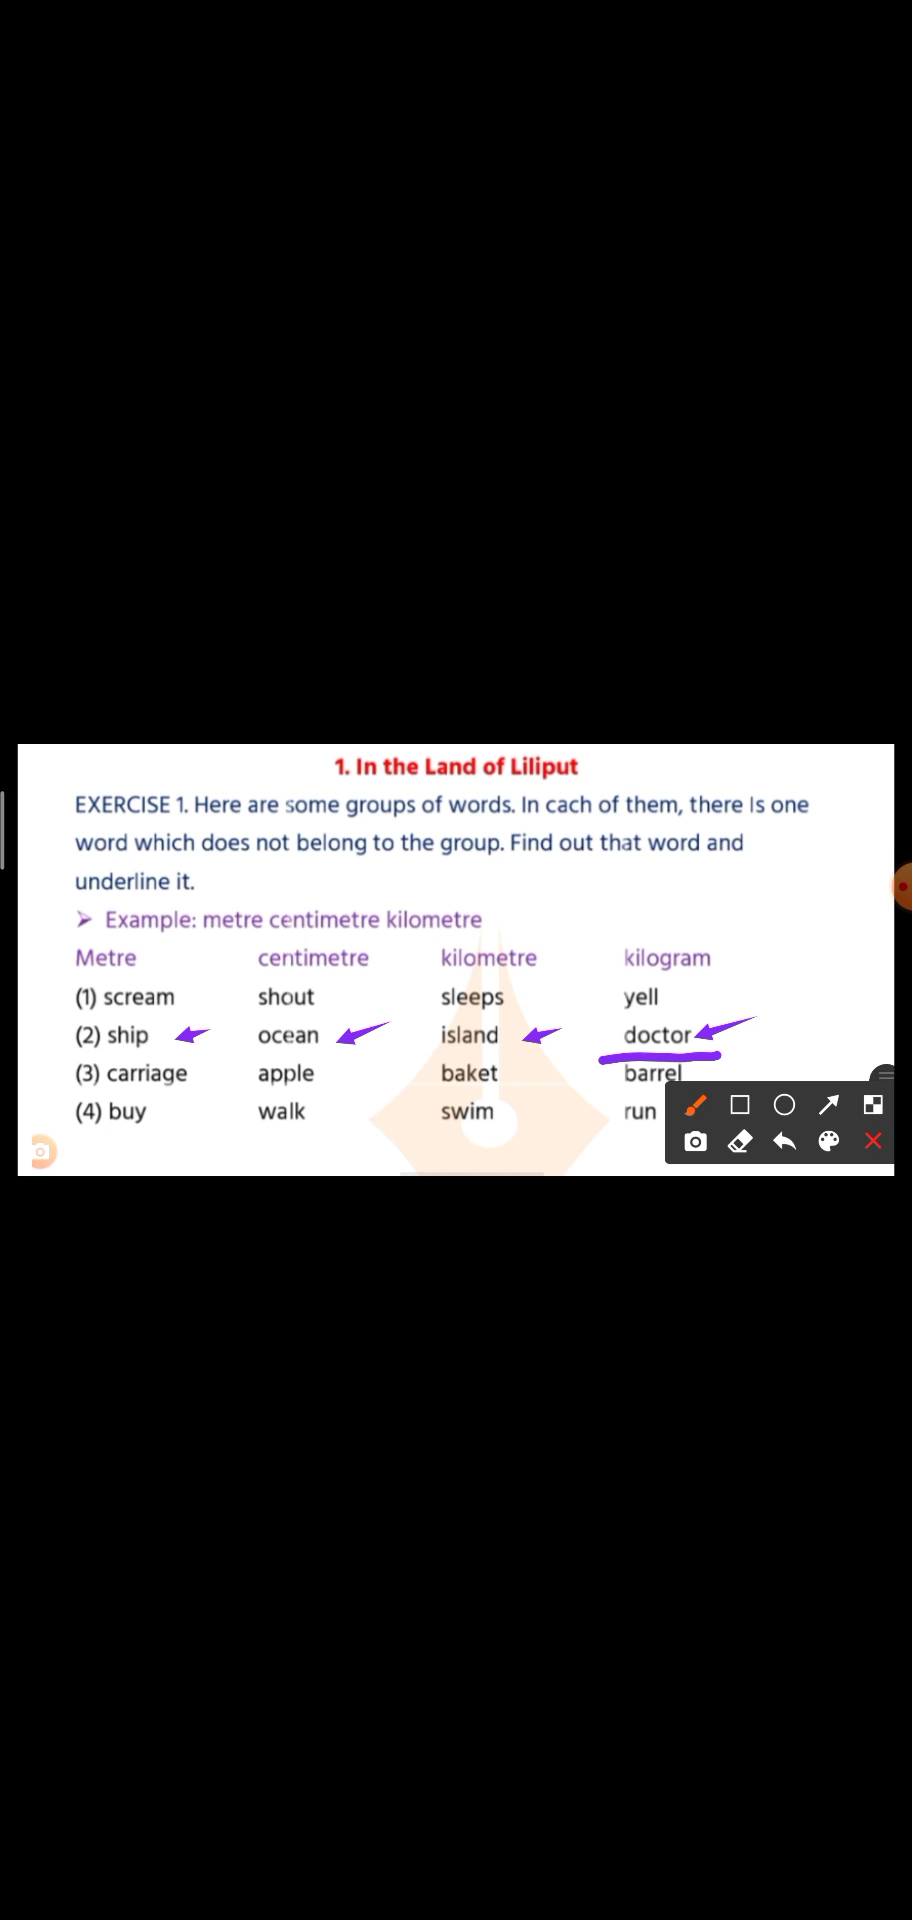 1. In the Land of Liliput
EXERCISE 1. Here are some groups of words. In cach of them, there Is one
word which does not belong to the group. Find out that word and
underline it.
➢ Example: metre centimetre kilometre
Metre centimetre kilometre kilogram
(1) scream shout sleeps yell
(2) ship ocean island doctor
(3) carriage apple baket barrel
(4) buy walk swim run